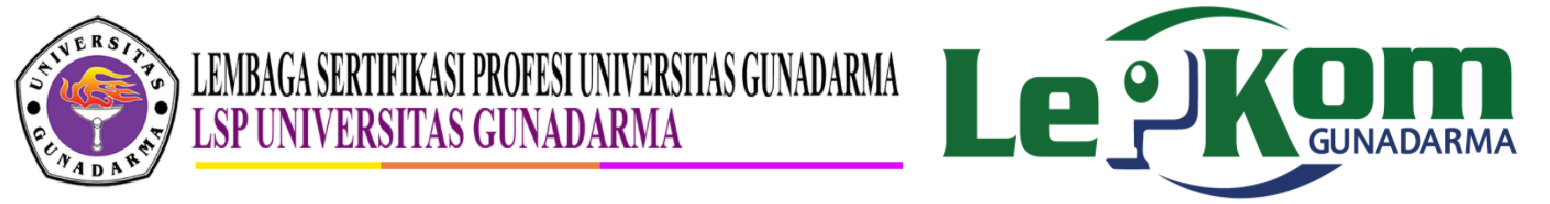 UNIVERSITAS
GUNADARMA
LEMBAGA SERTIFIKASI PROFESI UNIVERSITAS GUNADARMA
LSP UNIVERSITAS GUNADARMA
LePKom
GUNADARMA